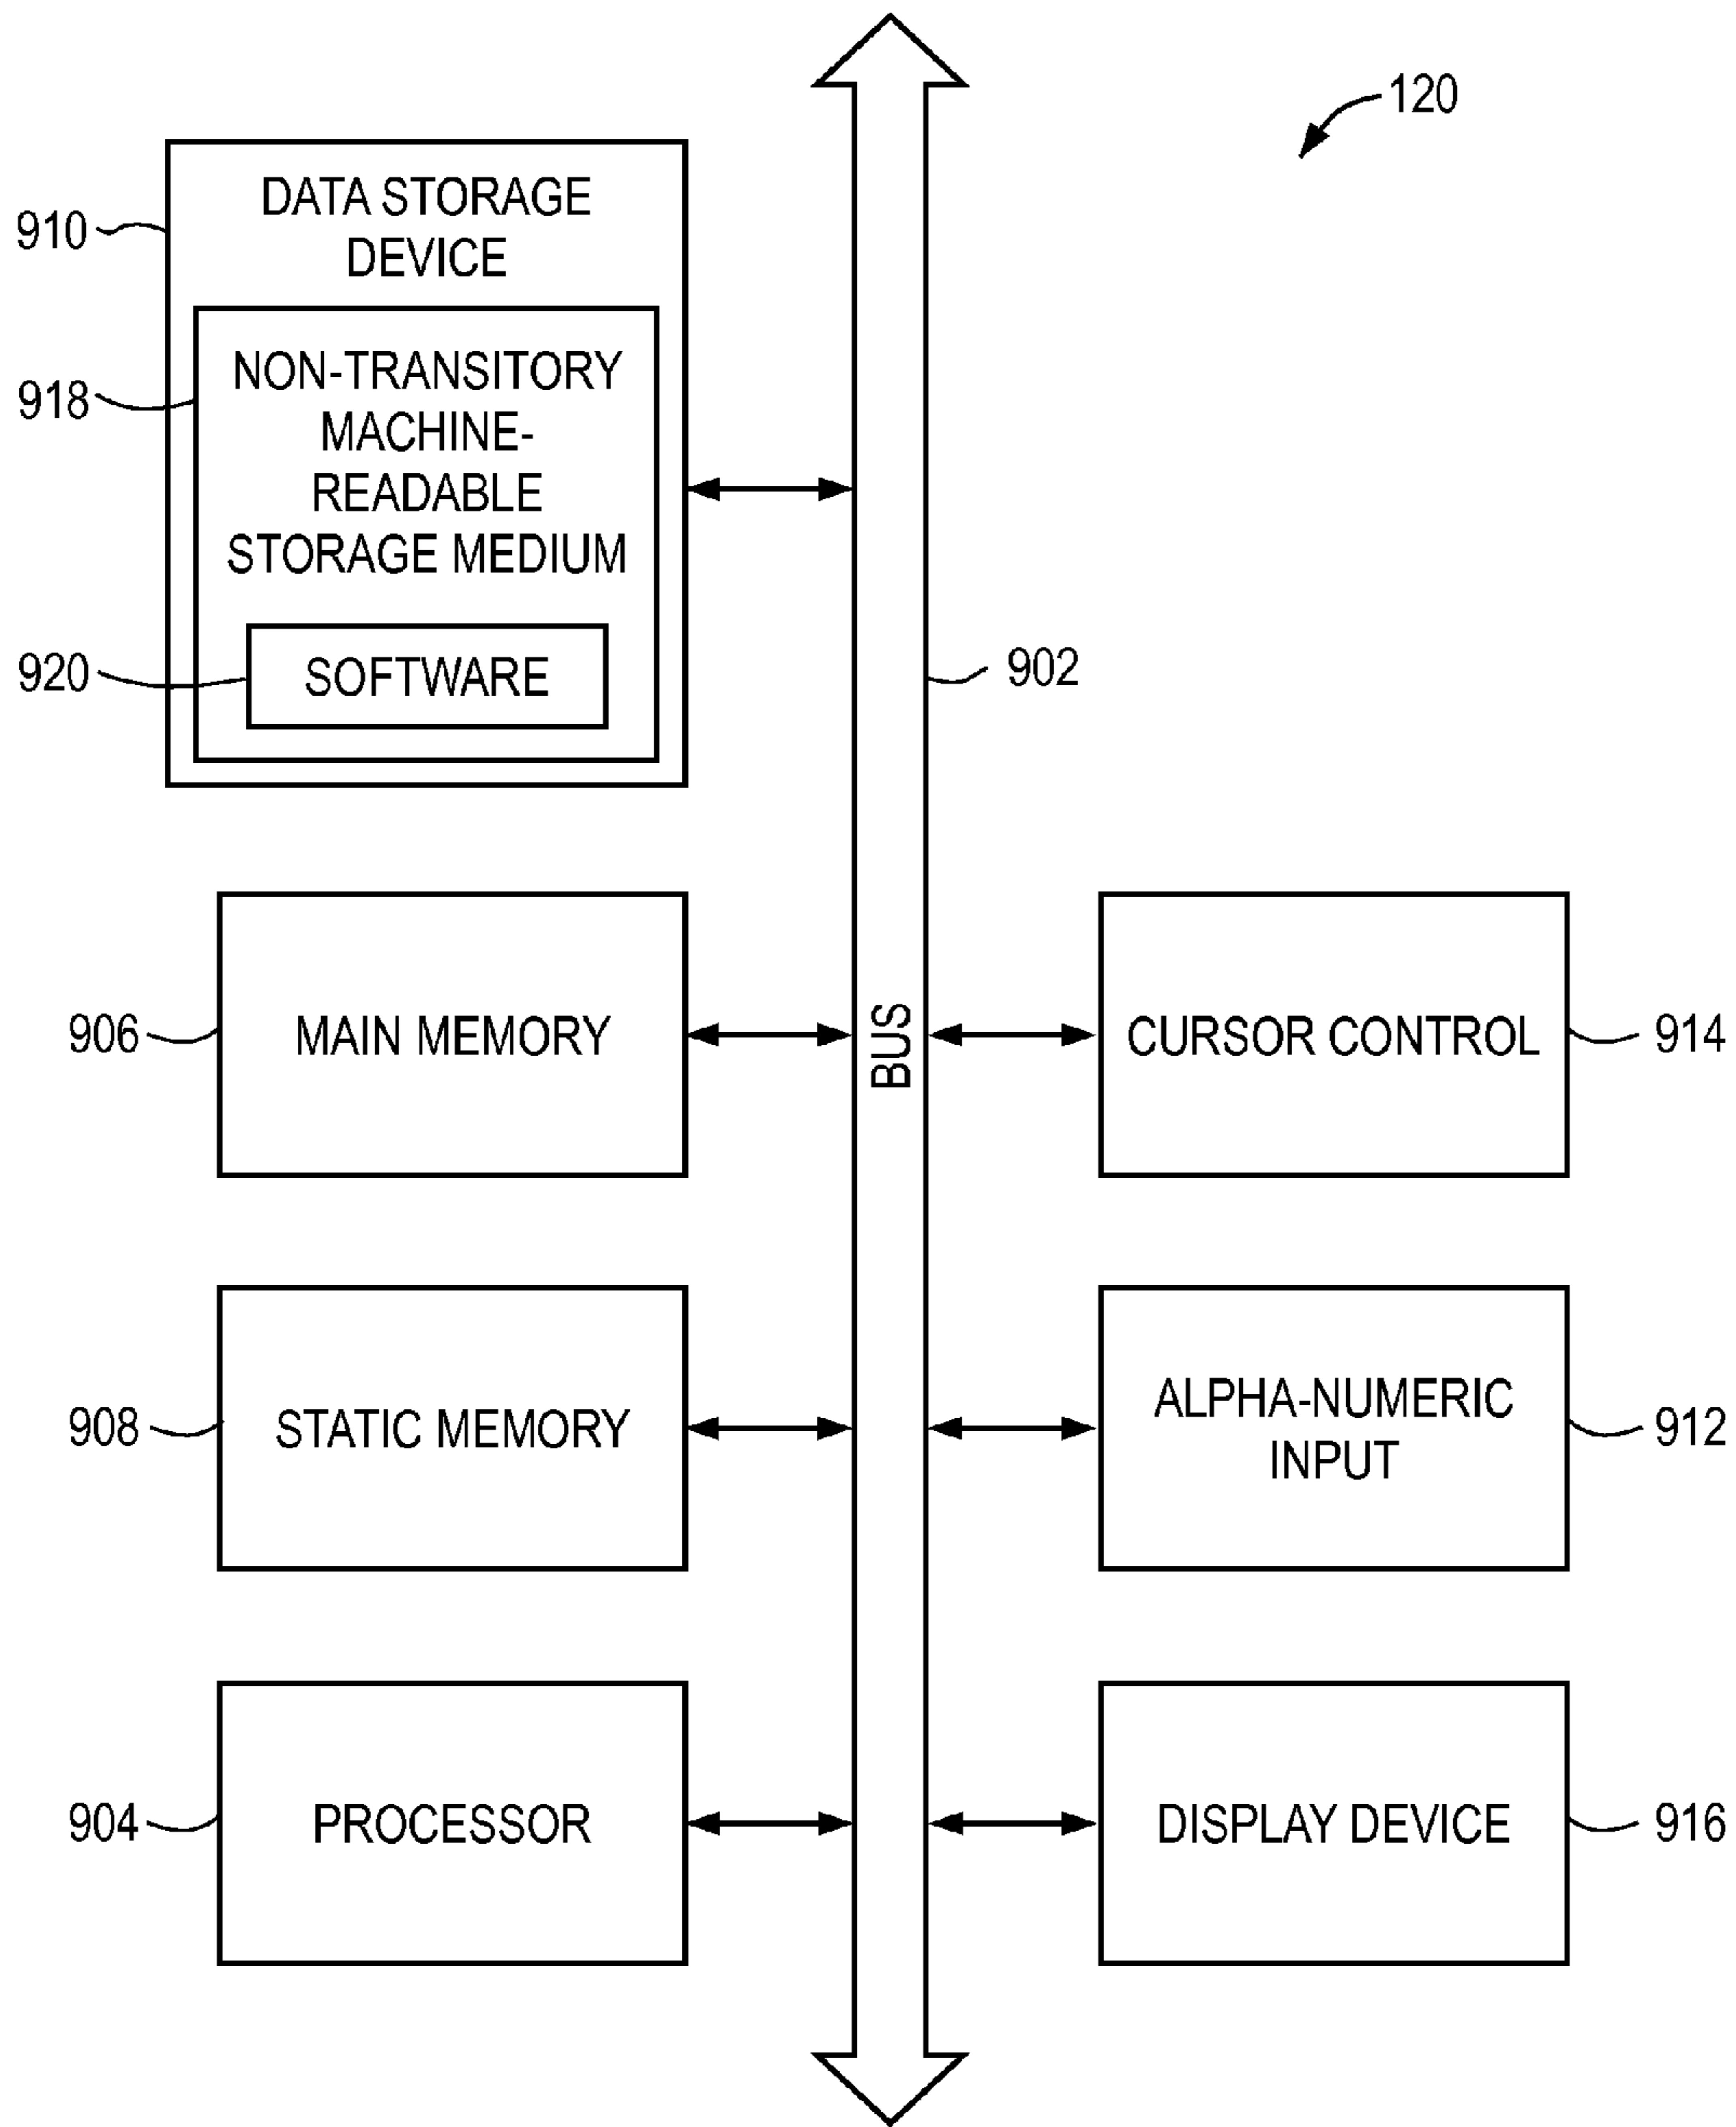 120
910
DATA STORAGE
DEVICE
918
NON-TRANSITORY
MACHINE-
READABLE
STORAGE MEDIUM
920
SOFTWARE
902
BUS
906
MAIN MEMORY
CURSOR CONTROL
914
908
STATIC MEMORY
ALPHA-NUMERIC
INPUT
912
904
PROCESSOR
DISPLAY DEVICE
916